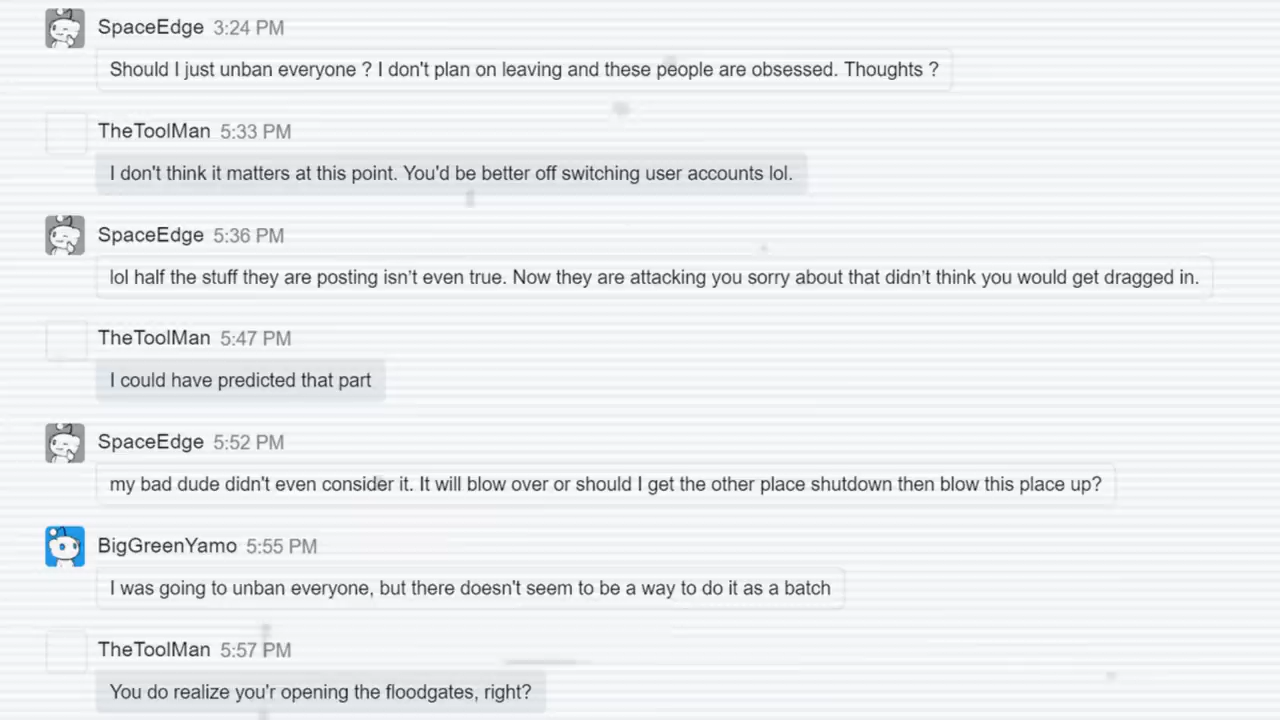 SpaceEdge 3:24 PM
Should I just unban everyone ? I don't plan on leaving and these people are obsessed. Thoughts ?
TheToolMan 5:33 PM
I don't think it matters at this point. You'd be better off switching user accounts lol.
SpaceEdge 5:36 PM
lol half the stuff they are posting isn’t even true. Now they are attacking you sorry about that didn’t think you would get dragged in.
TheToolMan 5:47 PM
I could have predicted that part
SpaceEdge 5:52 PM
my bad dude didn't even consider it. It will blow over or should I get the other place shutdown then blow this place up?
BigGreenYamo 5:55 PM
I was going to unban everyone, but there doesn't seem to be a way to do it as a batch
TheToolMan 5:57 PM
You do realize you'r opening the floodgates, right?